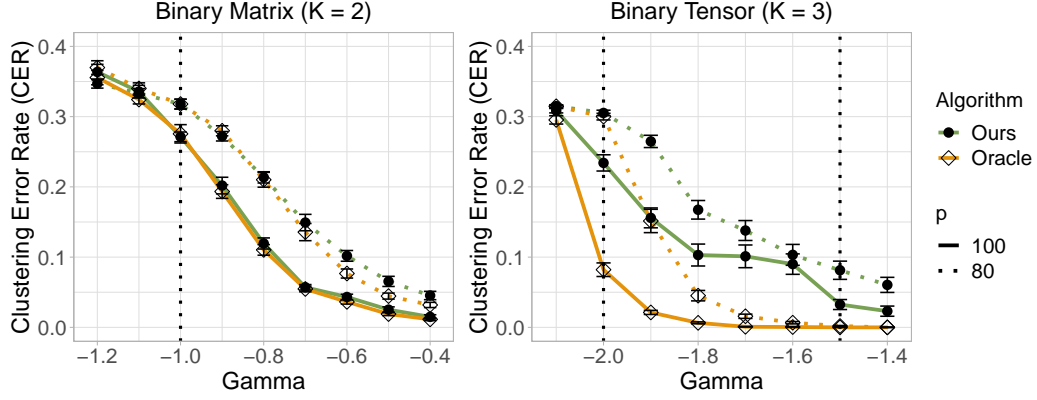 Binary Matrix (K = 2)
Clustering Error Rate (CER)
0.4
0.3
0.2
0.1
0.0
−1.2 −1.0 −0.8 −0.6 −0.4
Gamma
Binary Tensor (K = 3)
Clustering Error Rate (CER)
0.4
0.3
0.2
0.1
0.0
−2.0 −1.8 −1.6 −1.4
Gamma
Algorithm
Ours
Oracle
p
100
80